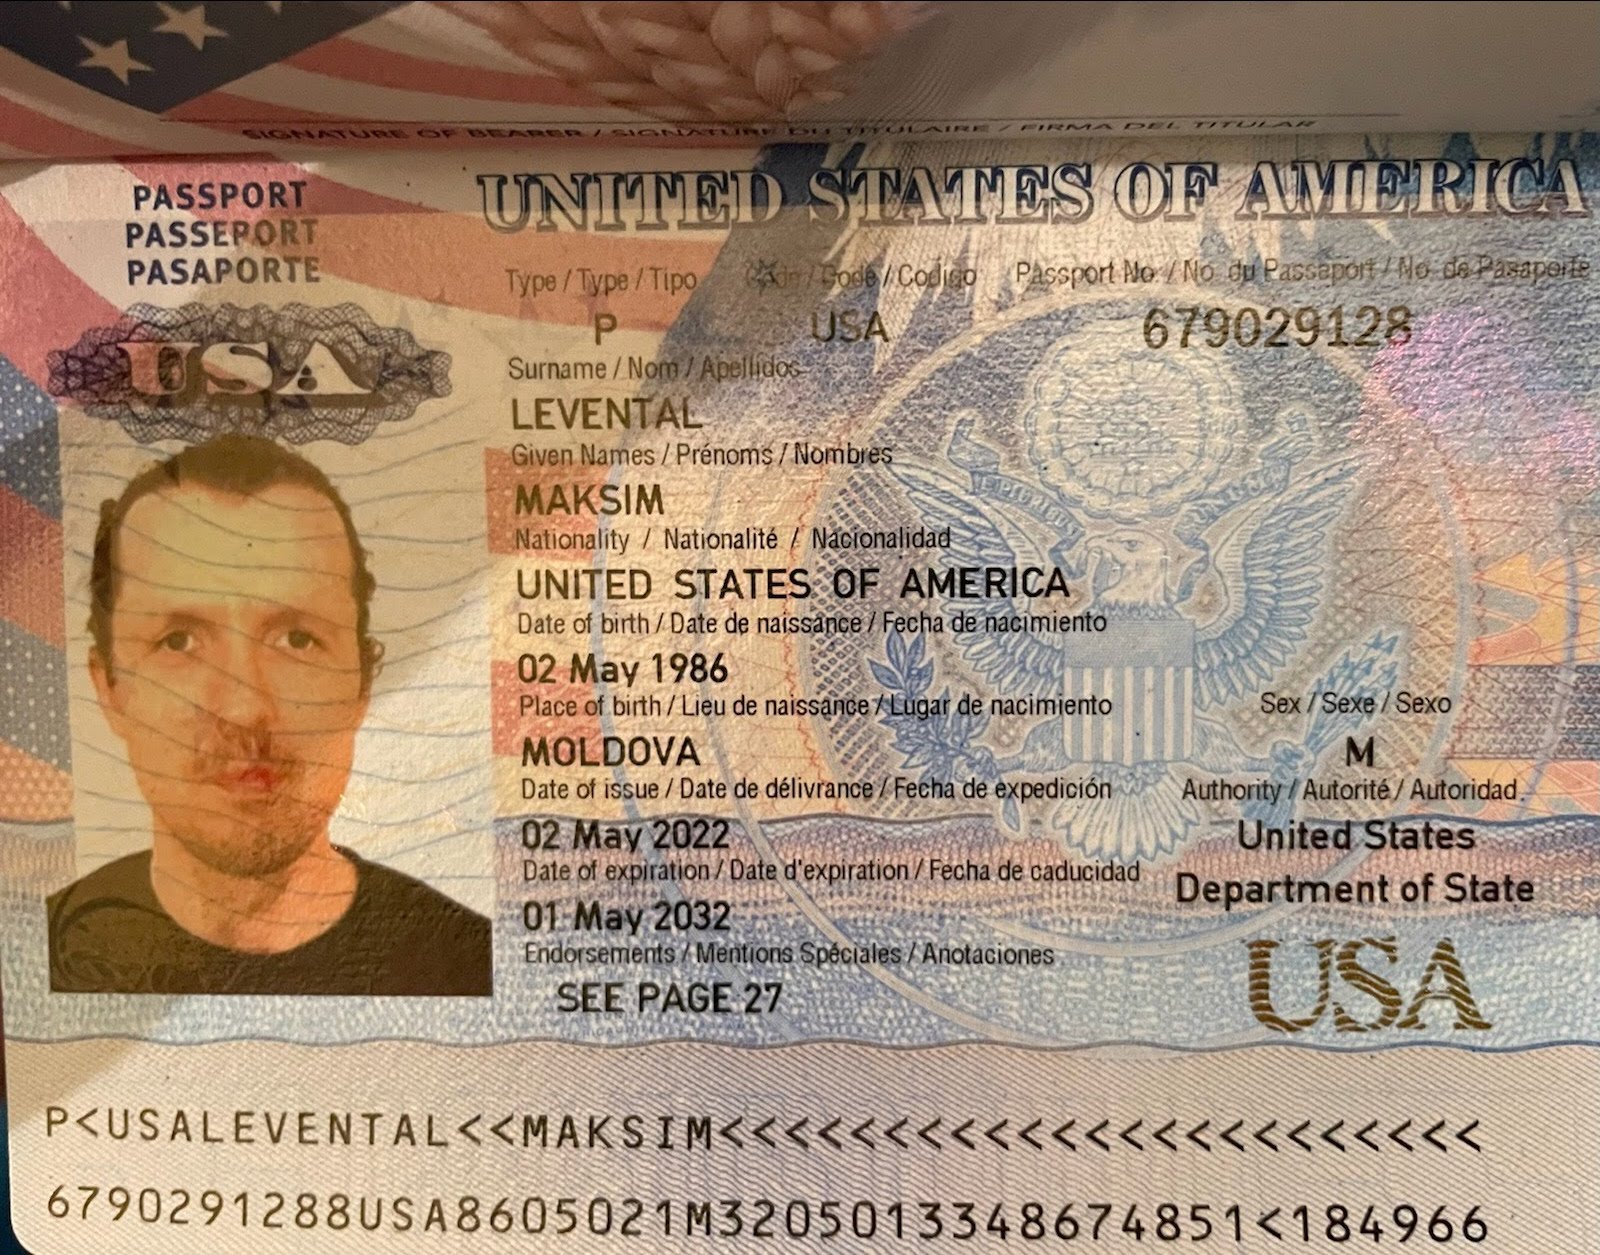 SIGNATURE OF BEARER / SIGNATURE DU TITULAIRE / FIRMA DEL TITULAR
PASSPORT
PASSEPORT
PASAPORTE
USA
UNITED STATES OF AMERICA
Type / Type / Tipo Code / Code / Codigo Passport No. / No. du Passeport / No. de Pasaporte
P USA 679029128
Surname / Nom / Apellidos
LEVENTAL
Given Names / Prénoms / Nombres
MAKSIM
Nationality / Nationalité / Nacionalidad
UNITED STATES OF AMERICA
Date of birth / Date de naissance / Fecha de nacimiento
02 May 1986
Place of birth / Lieu de naissance / Lugar de nacimiento Sex / Sexe / Sexo
MOLDOVA M
Date of issue / Date de délivrance / Fecha de expedición Authority / Autorité / Autoridad
02 May 2022 United States
Date of expiration / Date d'expiration / Fecha de caducidad Department of State
01 May 2032
Endorsements / Mentions Spéciales / Anotaciones
SEE PAGE 27 USA
P<USALEVENTAL<<MAKSIM<<<<<<<<<<<<<<<<<<<<<<<
6790291288USA8605021M3205013348674851<184966